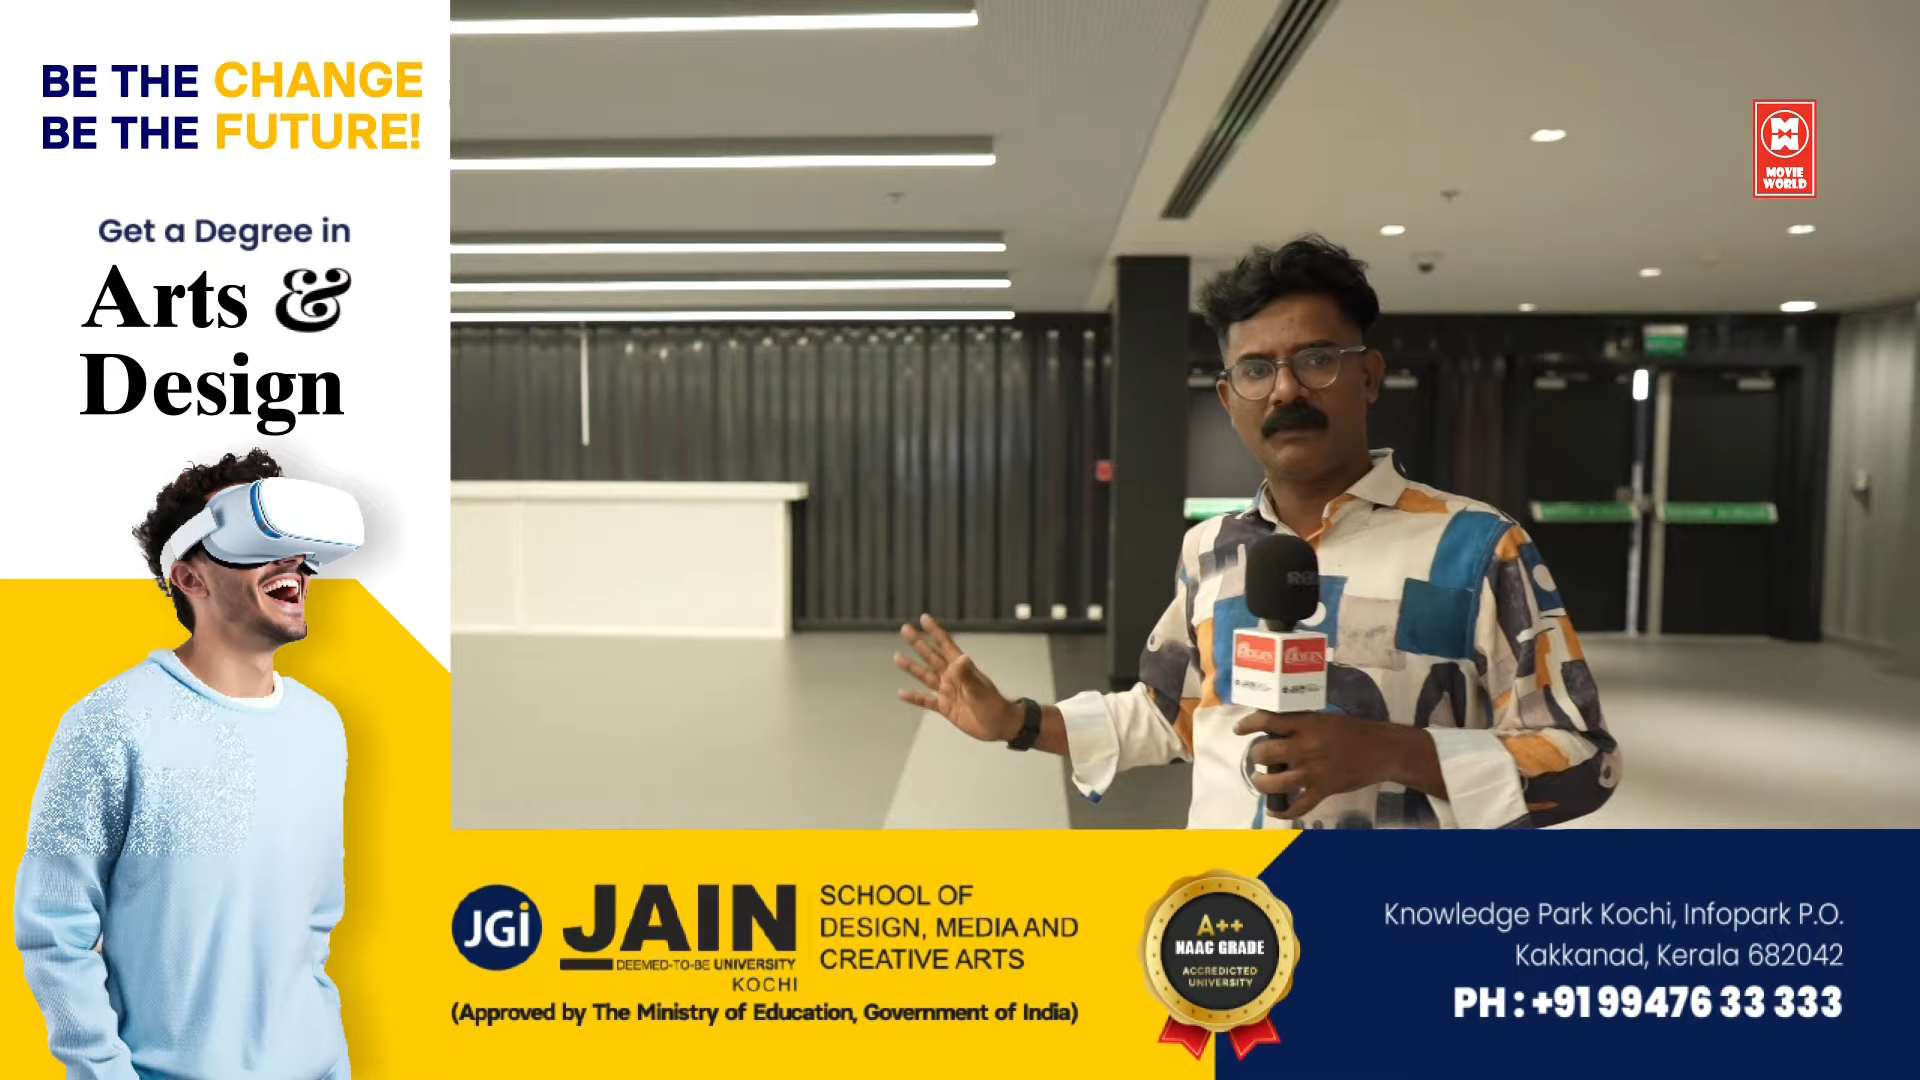 BE THE CHANGE
BE THE FUTURE!
Get a Degree in
Arts &
Design
MOVIE
WORLD
JGi
JAIN
DEEMED-TO-BE UNIVERSITY
KOCHI
SCHOOL OF
DESIGN, MEDIA AND
CREATIVE ARTS
(Approved by The Ministry of Education, Government of India)
A++
NAAC GRADE
ACCREDICTED
UNIVERSITY
Knowledge Park Kochi, Infopark P.O.
Kakkanad, Kerala 682042
PH : +91 99476 33 333